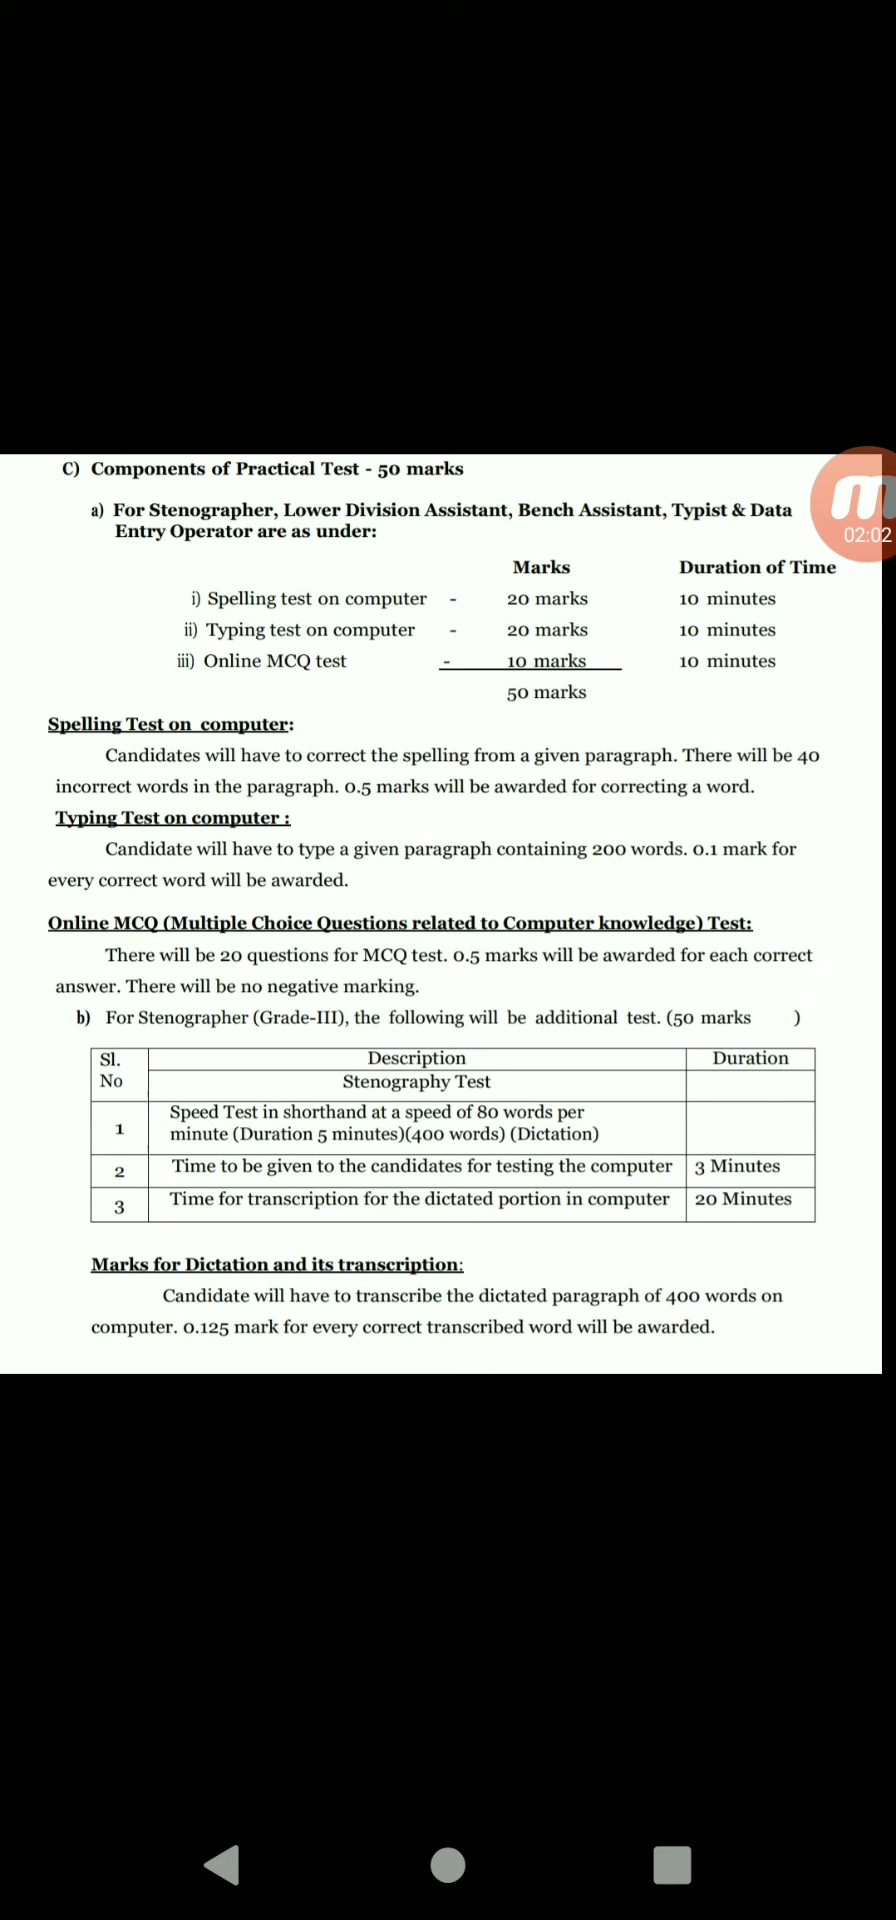 C) Components of Practical Test - 50 marks
a) For Stenographer, Lower Division Assistant, Bench Assistant, Typist & Data
Entry Operator are as under:
Marks Duration of Time
i) Spelling test on computer - 20 marks 10 minutes
ii) Typing test on computer - 20 marks 10 minutes
iii) Online MCQ test - 10 marks 10 minutes
50 marks
02:02
Spelling Test on computer:
Candidates will have to correct the spelling from a given paragraph. There will be 40
incorrect words in the paragraph. 0.5 marks will be awarded for correcting a word.
Typing Test on computer :
Candidate will have to type a given paragraph containing 200 words. 0.1 mark for
every correct word will be awarded.
Online MCQ (Multiple Choice Questions related to Computer knowledge) Test:
There will be 20 questions for MCQ test. 0.5 marks will be awarded for each correct
answer. There will be no negative marking.
b) For Stenographer (Grade-III), the following will be additional test. (50 marks )
Sl. Description Duration
No Stenography Test
1 Speed Test in shorthand at a speed of 80 words per
minute (Duration 5 minutes)(400 words) (Dictation)
2 Time to be given to the candidates for testing the computer 3 Minutes
3 Time for transcription for the dictated portion in computer 20 Minutes
Marks for Dictation and its transcription:
Candidate will have to transcribe the dictated paragraph of 400 words on
computer. 0.125 mark for every correct transcribed word will be awarded.